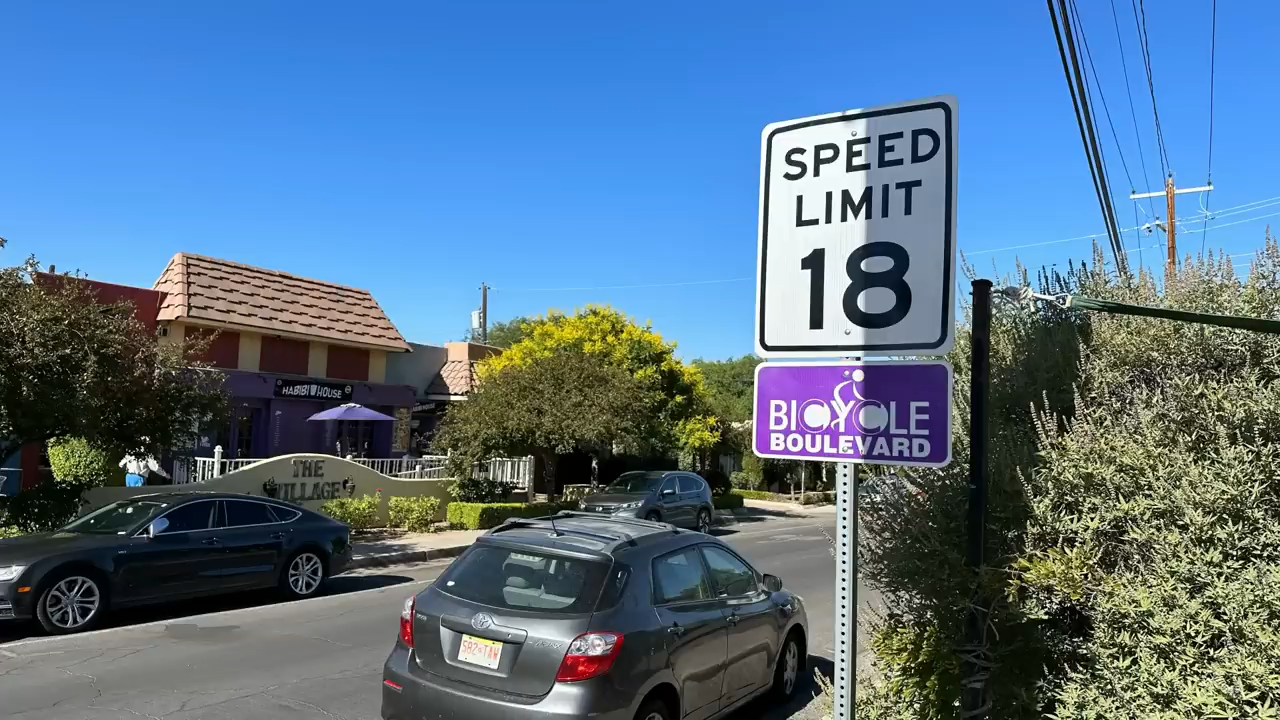 SPEED
LIMIT
18
BICYCLE
BOULEVARD
HABIBI HOUSE
THE
VILLAGE